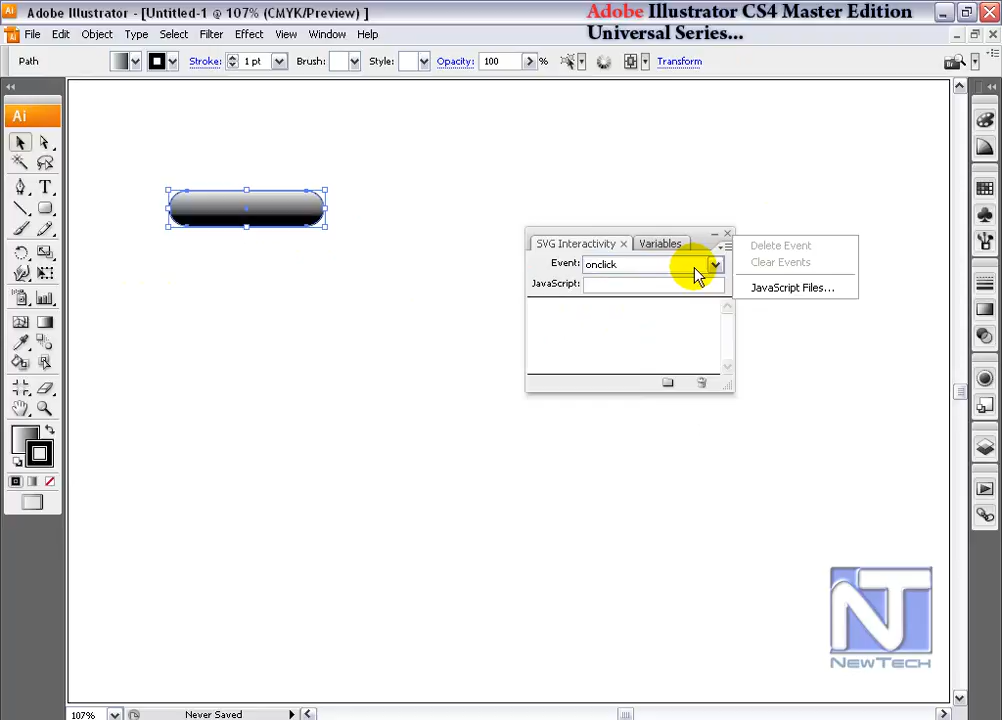 Adobe Illustrator - [Untitled-1 @ 107% (CMYK/Preview) ]
Adobe Illustrator CS4 Master Edition
Universal Series...
File Edit Object Type Select Filter Effect View Window Help
Path Stroke: 1 pt Brush: Style: Opacity: 100 % Transform
Ai
SVG Interactivity Variables
Event: onclick
JavaScript:
Delete Event
Clear Events
JavaScript Files...
NT
NEWTECH
107% Never Saved